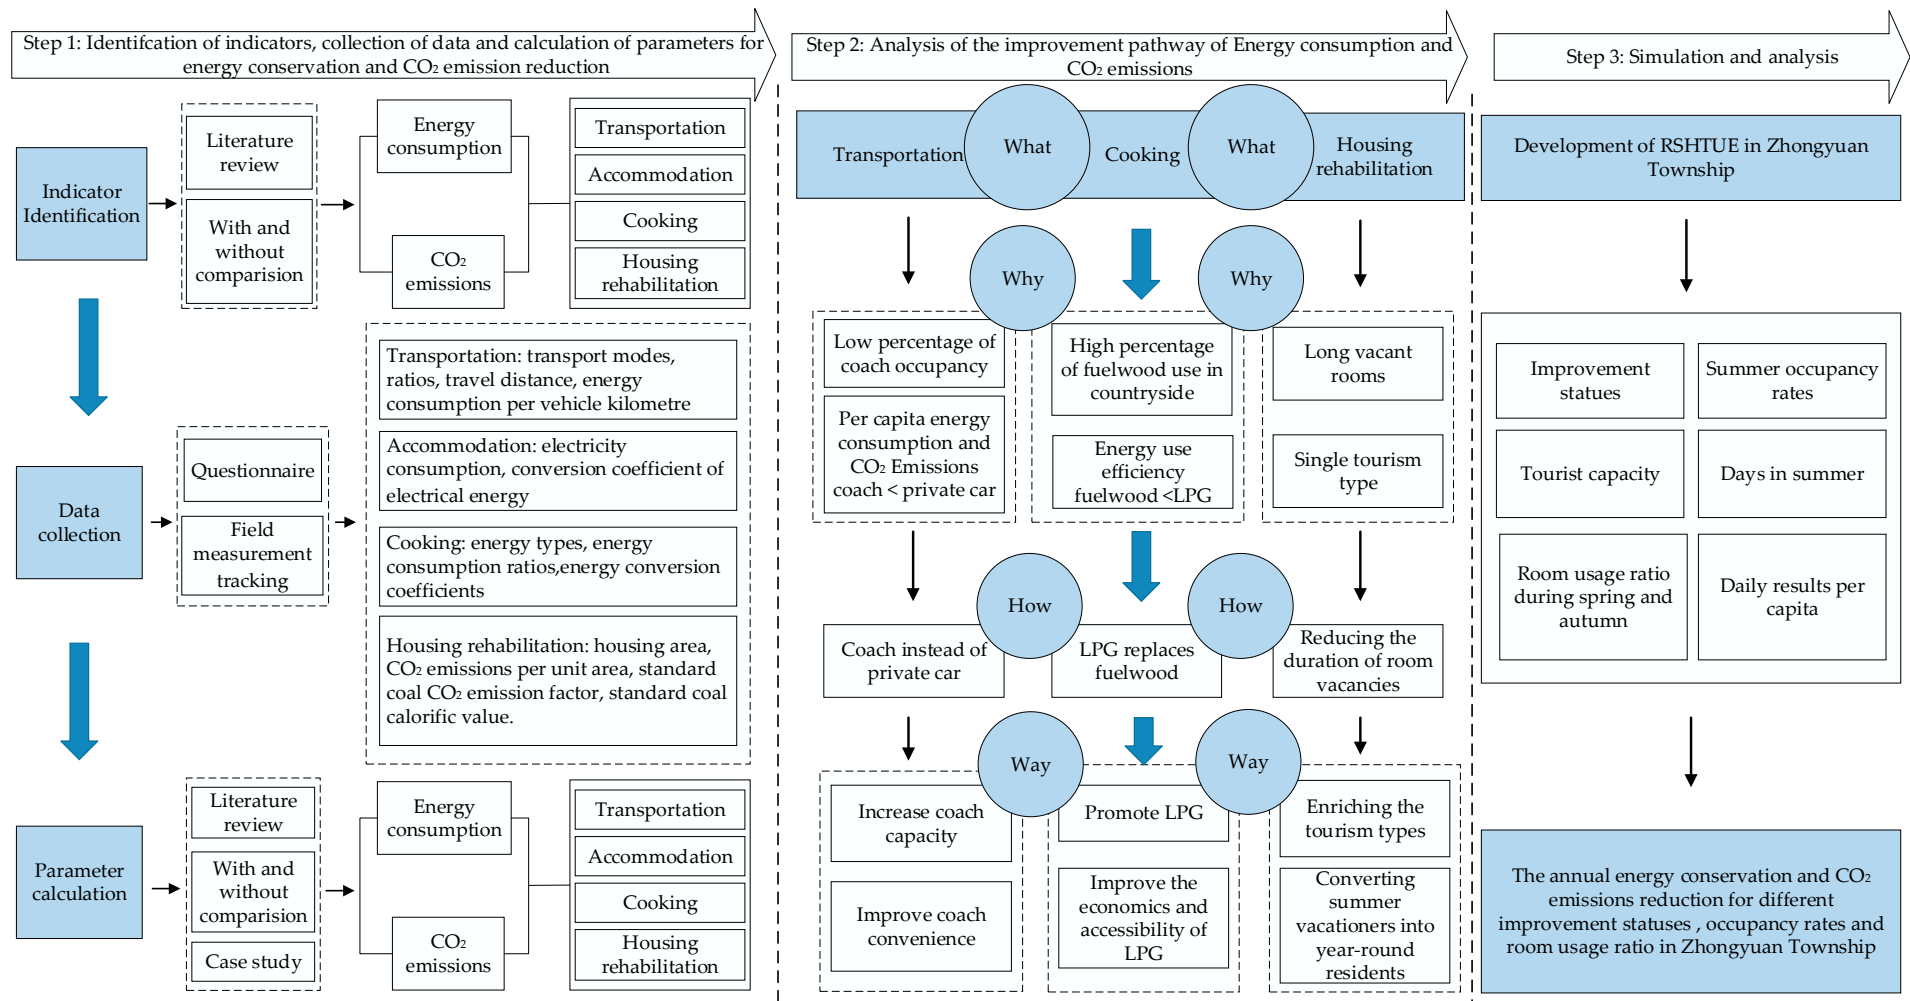 Step 1: Identifcation of indicators, collection of data and calculation of parameters for
energy conservation and CO₂ emission reduction
Indicator
Identification
Literature
review
With and
without
comparision
Energy
consumption
CO₂
emissions
Transportation
Accommodation
Cooking
Housing
rehabilitation
Data
collection
Questionnaire
Field
measurement
tracking
Transportation: transport modes,
ratios, travel distance, energy
consumption per vehicle kilometre
Accommodation: electricity
consumption, conversion coefficient of
electrical energy
Cooking: energy types, energy
consumption ratios,energy conversion
coefficients
Housing rehabilitation: housing area,
CO₂ emissions per unit area, standard
coal CO₂ emission factor, standard coal
calorific value.
Parameter
calculation
Literature
review
With and
without
comparision
Case study
Energy
consumption
CO₂
emissions
Transportation
Accommodation
Cooking
Housing
rehabilitation
Step 2: Analysis of the improvement pathway of Energy consumption and
CO₂ emissions
Transportation
What
Cooking
What
Housing
rehabilitation
Why
Why
Low percentage of
coach occupancy
Per capita energy
consumption and
CO₂ Emissions
coach < private car
High percentage
of fuelwood use in
countryside
Energy use
efficiency
fuelwood <LPG
Long vacant
rooms
Single tourism
type
How
How
Coach instead of
private car
LPG replaces
fuelwood
Reducing the
duration of room
vacancies
Way
Way
Increase coach
capacity
Improve coach
convenience
Promote LPG
Improve the
economics and
accessibility of
LPG
Enriching the
tourism types
Converting
summer
vacationers into
year-round
residents
Step 3: Simulation and analysis
Development of RSHTUE in Zhongyuan
Township
Improvement
statues
Summer occupancy
rates
Tourist capacity
Days in summer
Room usage ratio
during spring and
autumn
Daily results per
capita
The annual energy conservation and CO₂
emissions reduction for different
improvement statuses , occupancy rates and
room usage ratio in Zhongyuan Township